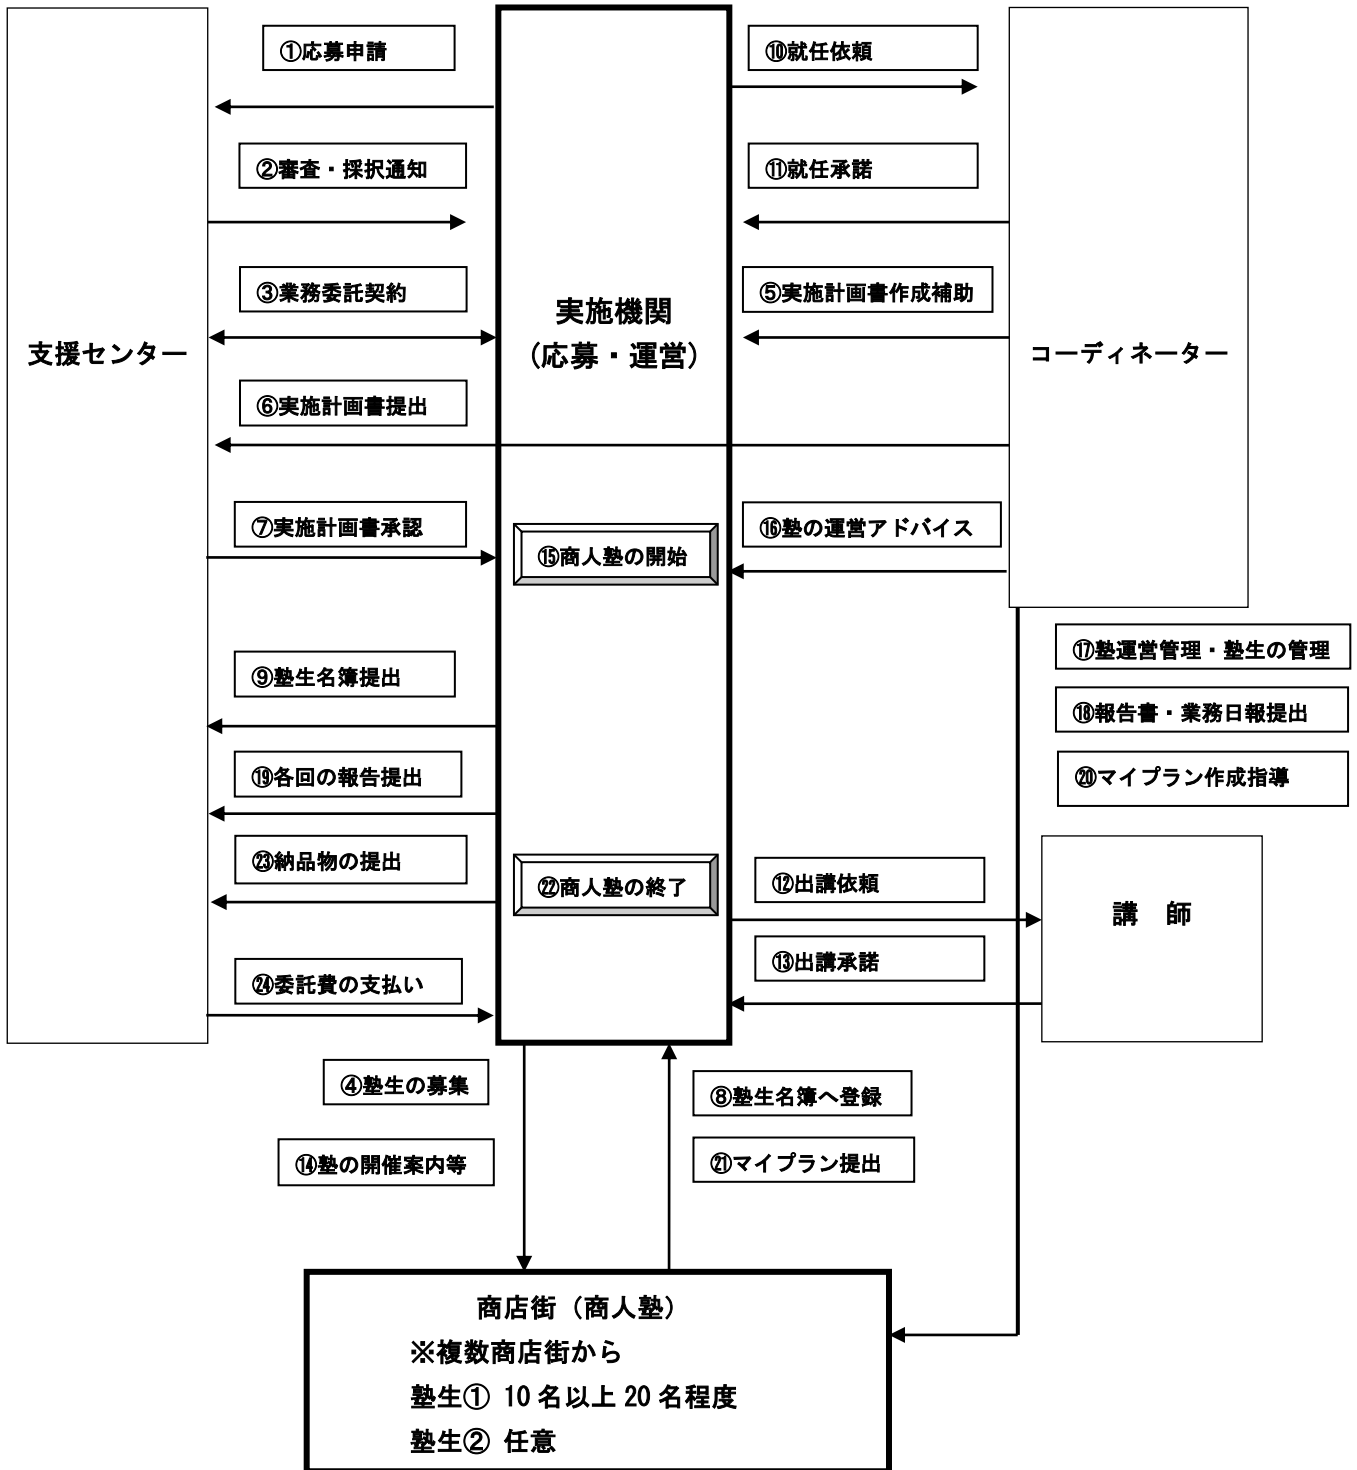 ①応募申請
⑩就任依頼
②審査・採択通知
⑪就任承諾
③業務委託契約
⑤実施計画書作成補助
実施機関
(応募・運営)
支援センター
コーディネーター
⑥実施計画書提出
⑦実施計画書承認
⑮商人塾の開始
⑯塾の運営アドバイス
⑨塾生名簿提出
⑰塾運営管理・塾生の管理
⑱報告書・業務日報提出
⑲各回の報告提出
⑳マイプラン作成指導
㉓納品物の提出
㉒商人塾の終了
⑫出講依頼
講 師
⑬出講承諾
㉔委託費の支払い
④塾生の募集
⑧塾生名簿へ登録
⑭塾の開催案内等
㉑マイプラン提出
商店街（商人塾）
※複数商店街から
塾生① 10名以上20名程度
塾生② 任意